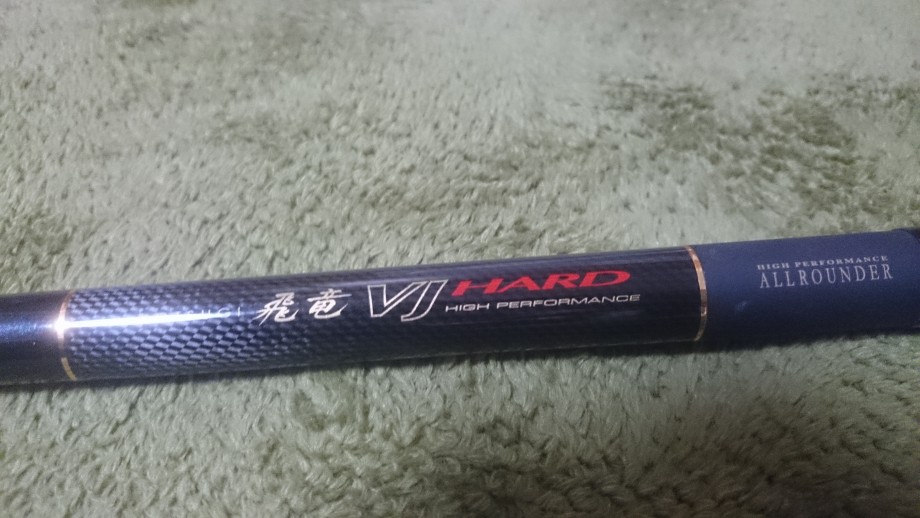 飛竜 VJ HARD
HIGH PERFORMANCE
HIGH PERFORMANCE
ALLROUNDER